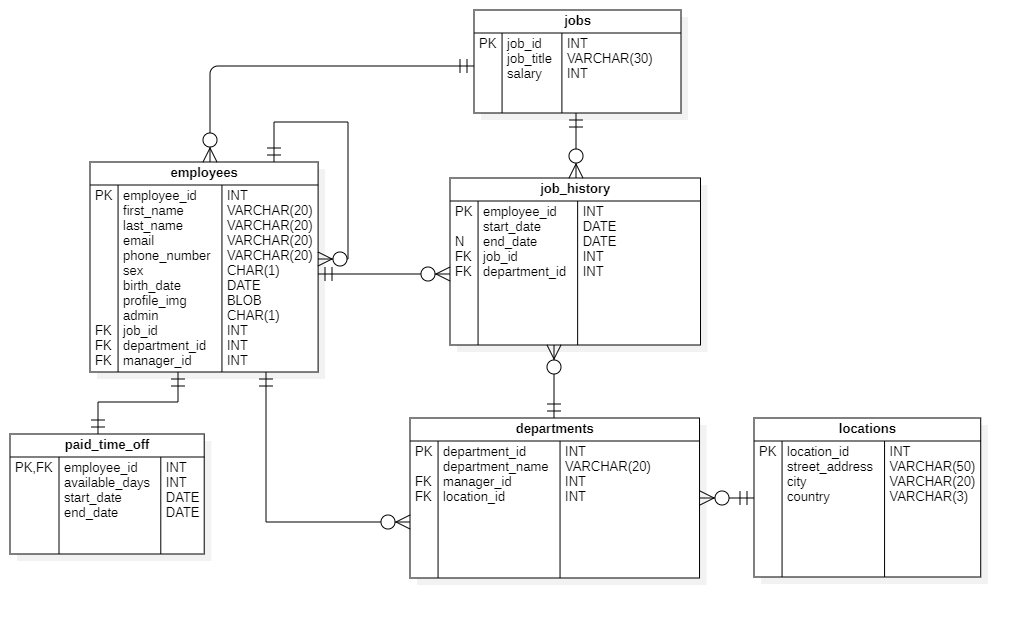 jobs
PK job_id INT
job_title VARCHAR(30)
salary INT
employees
PK employee_id INT
first_name VARCHAR(20)
last_name VARCHAR(20)
email VARCHAR(20)
phone_number VARCHAR(20)
sex CHAR(1)
birth_date DATE
profile_img BLOB
admin CHAR(1)
FK job_id INT
FK department_id INT
FK manager_id INT
job_history
PK employee_id INT
start_date DATE
N end_date DATE
FK job_id INT
FK department_id INT
paid_time_off
PK,FK employee_id INT
available_days INT
start_date DATE
end_date DATE
departments
PK department_id INT
department_name VARCHAR(20)
FK manager_id INT
FK location_id INT
locations
PK location_id INT
street_address VARCHAR(50)
city VARCHAR(20)
country VARCHAR(3)